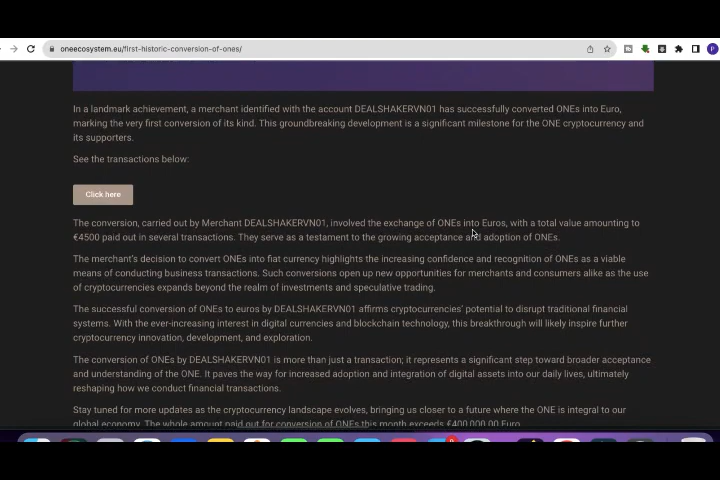 oneecosystem.eu/first-historic-conversion-of-ones/
In a landmark achievement, a merchant identified with the account DEALSHAKERVN01 has successfully converted ONEs into Euro,
marking the very first conversion of its kind. This groundbreaking development is a significant milestone for the ONE cryptocurrency and
its supporters.
See the transactions below:
Click here
The conversion, carried out by Merchant DEALSHAKERVN01, involved the exchange of ONEs into Euros, with a total value amounting to
€4500 paid out in several transactions. They serve as a testament to the growing acceptance and adoption of ONEs.
The merchant's decision to convert ONEs into fiat currency highlights the increasing confidence and recognition of ONEs as a viable
means of conducting business transactions. Such conversions open up new opportunities for merchants and consumers alike as the use
of cryptocurrencies expands beyond the realm of investments and speculative trading.
The successful conversion of ONEs to euros by DEALSHAKERVN01 affirms cryptocurrencies' potential to disrupt traditional financial
systems. With the ever-increasing interest in digital currencies and blockchain technology, this breakthrough will likely inspire further
cryptocurrency innovation, development, and exploration.
The conversion of ONEs by DEALSHAKERVN01 is more than just a transaction; it represents a significant step toward broader acceptance
and understanding of the ONE. It paves the way for increased adoption and integration of digital assets into our daily lives, ultimately
reshaping how we conduct financial transactions.
Stay tuned for more updates as the cryptocurrency landscape evolves, bringing us closer to a future where the ONE is integral to our
global economy. The whole amount paid out for conversion of ONEs this month exceeds €400,000.00 Euro.